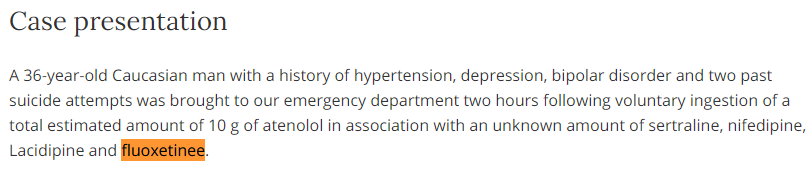 Case presentation
A 36-year-old Caucasian man with a history of hypertension, depression, bipolar disorder and two past
suicide attempts was brought to our emergency department two hours following voluntary ingestion of a
total estimated amount of 10 g of atenolol in association with an unknown amount of sertraline, nifedipine,
Lacidipine and fluoxetinee.